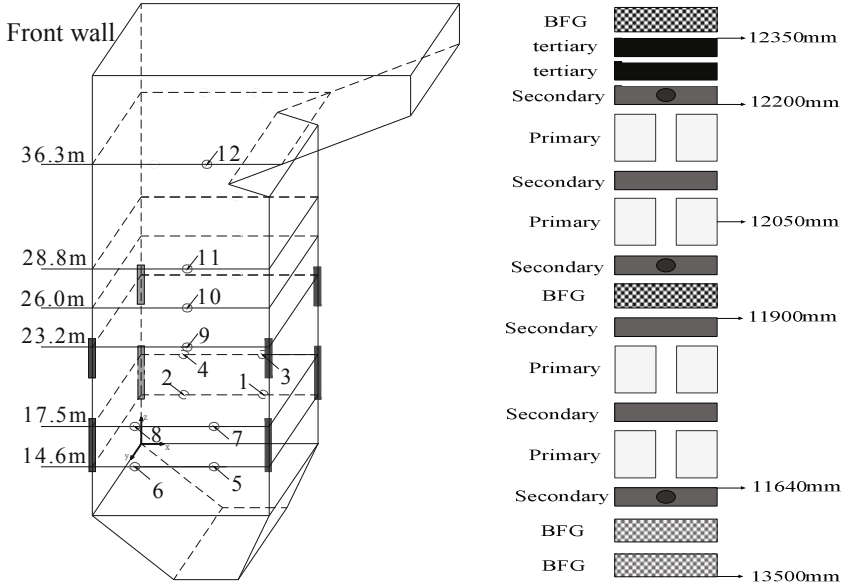 Front wall
36.3m
12
28.8m
11
26.0m
10
23.2m
9
4
3
2
1
17.5m
8
7
z
x
y
14.6m
6
5
BFG
12350mm
tertiary
tertiary
Secondary
12200mm
Primary
Secondary
Primary
12050mm
Secondary
BFG
11900mm
Secondary
Primary
Secondary
Primary
11640mm
Secondary
BFG
BFG
13500mm